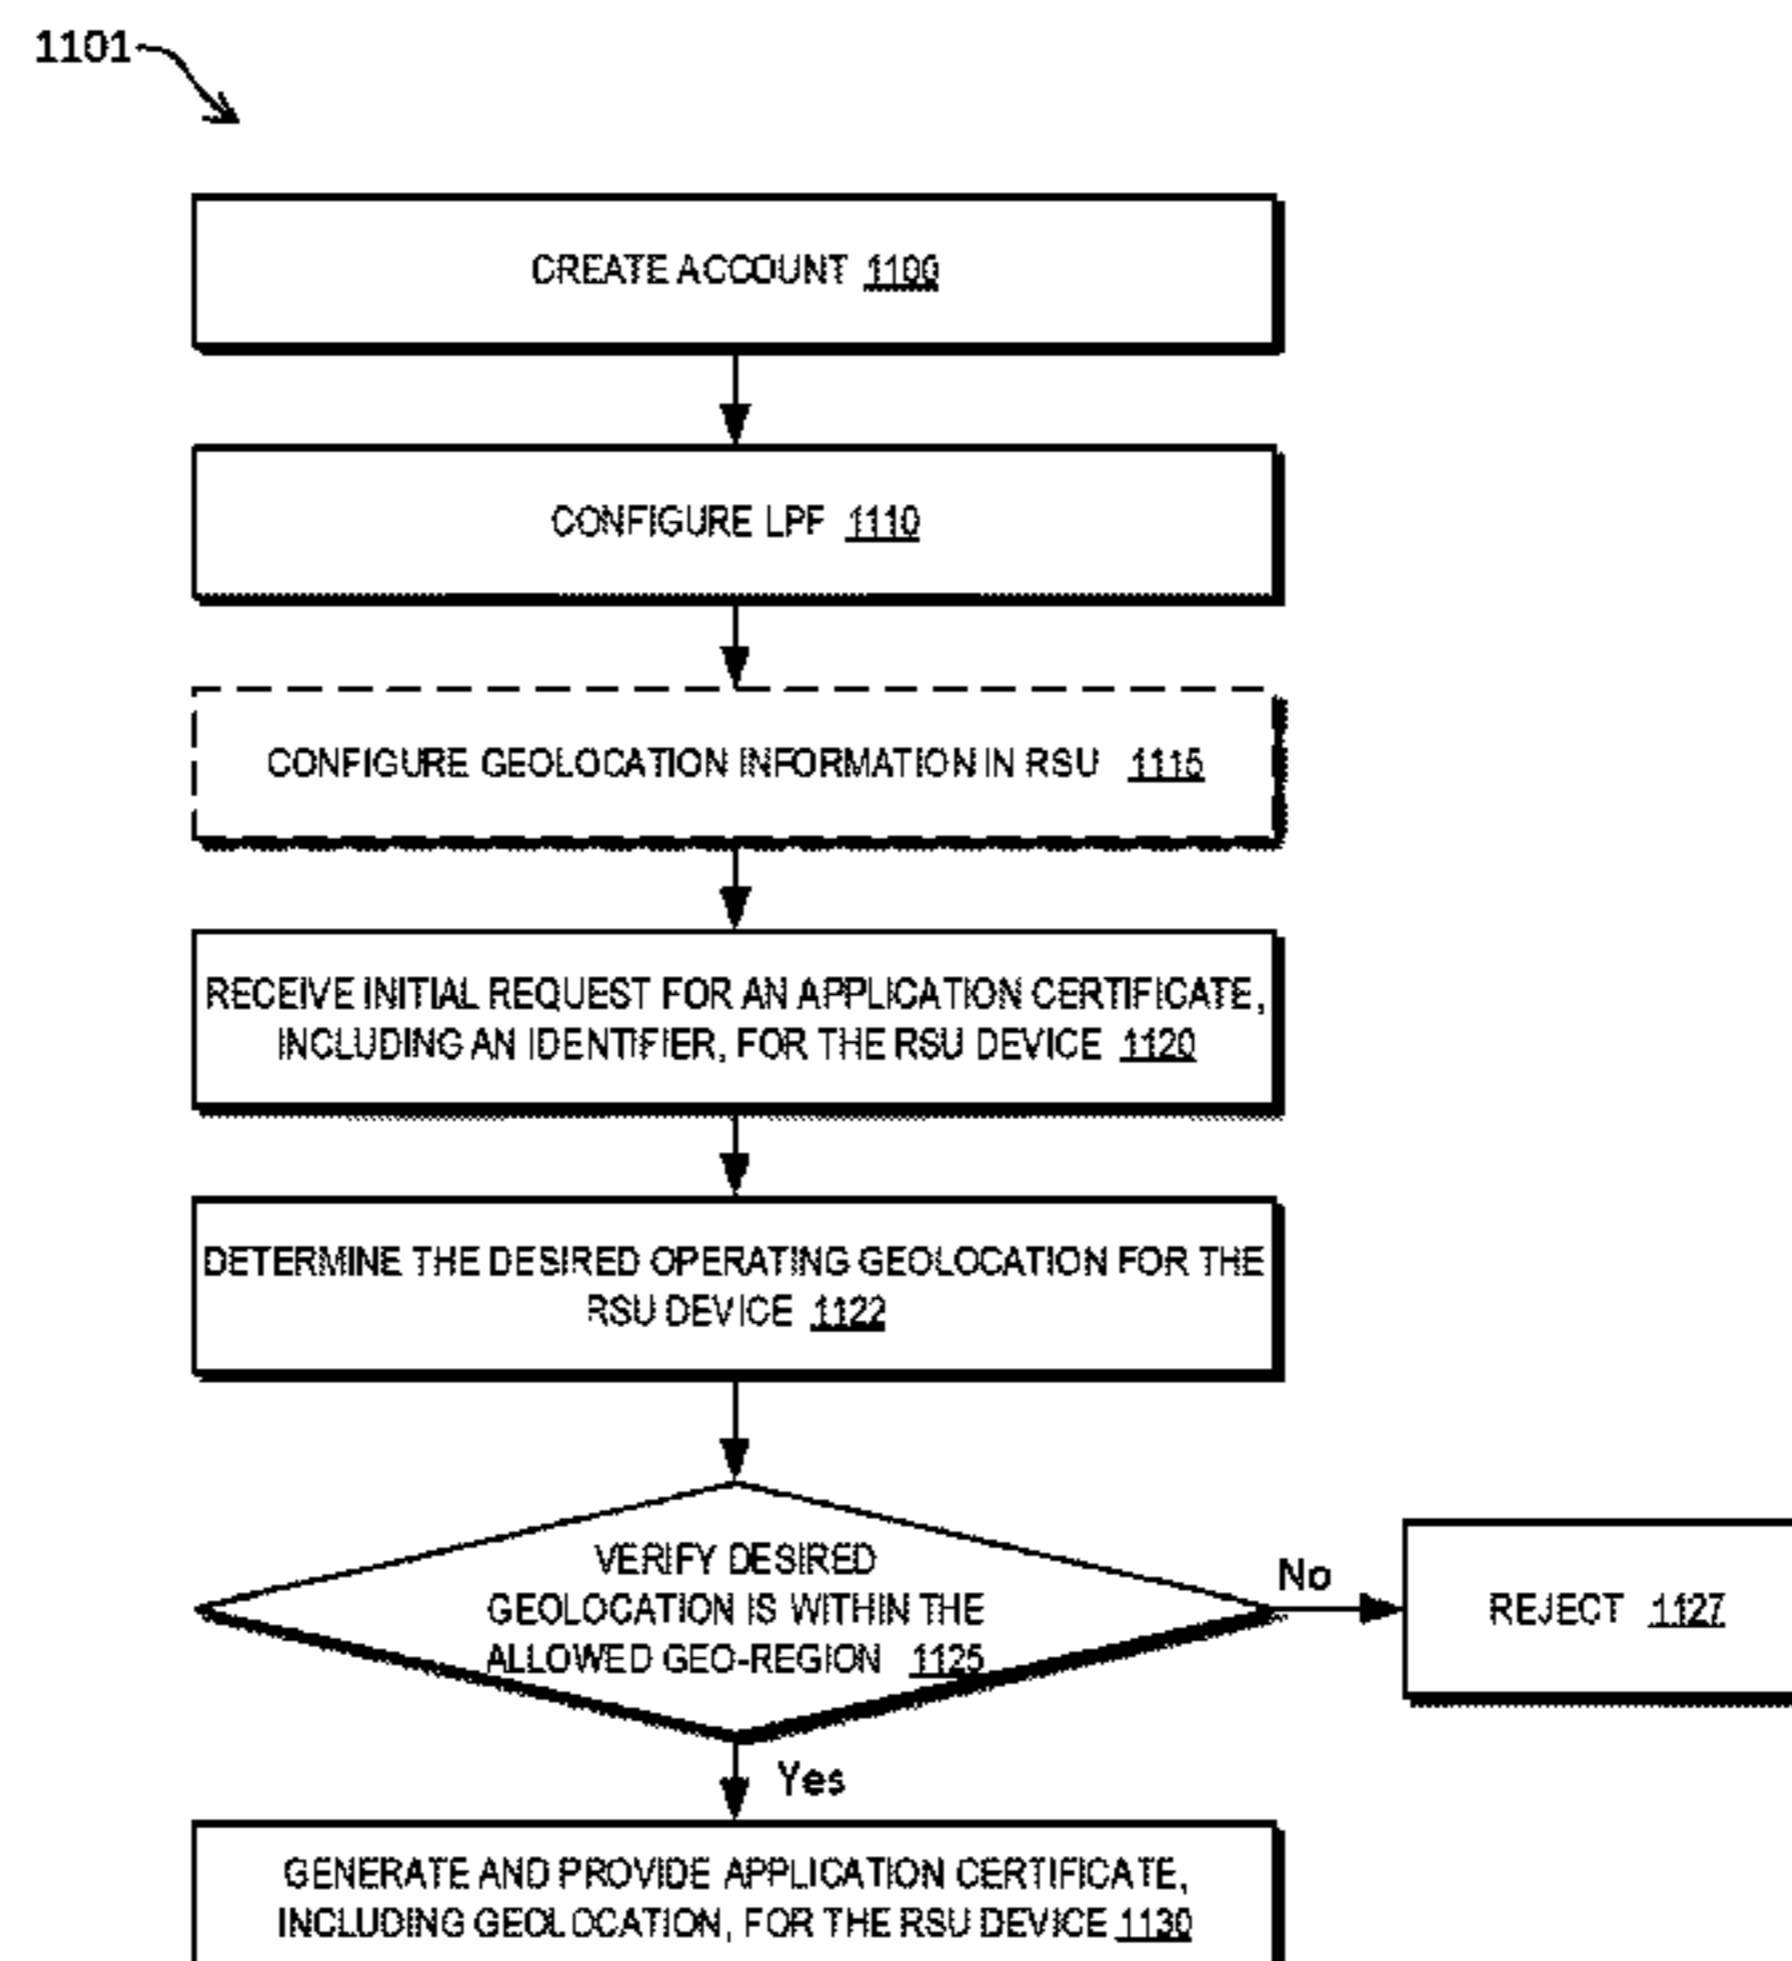 1101
CREATE ACCOUNT 1100
CONFIGURE LPF 1110
CONFIGURE GEOLOCATION INFORMATION IN RSU 1115
RECEIVE INITIAL REQUEST FOR AN APPLICATION CERTIFICATE,
INCLUDING AN IDENTIFIER, FOR THE RSU DEVICE 1120
DETERMINE THE DESIRED OPERATING GEOLOCATION FOR THE
RSU DEVICE 1122
VERIFY DESIRED
GEOLOCATION IS WITHIN THE
ALLOWED GEO-REGION 1125
No
REJECT 1127
Yes
GENERATE AND PROVIDE APPLICATION CERTIFICATE,
INCLUDING GEOLOCATION, FOR THE RSU DEVICE 1130